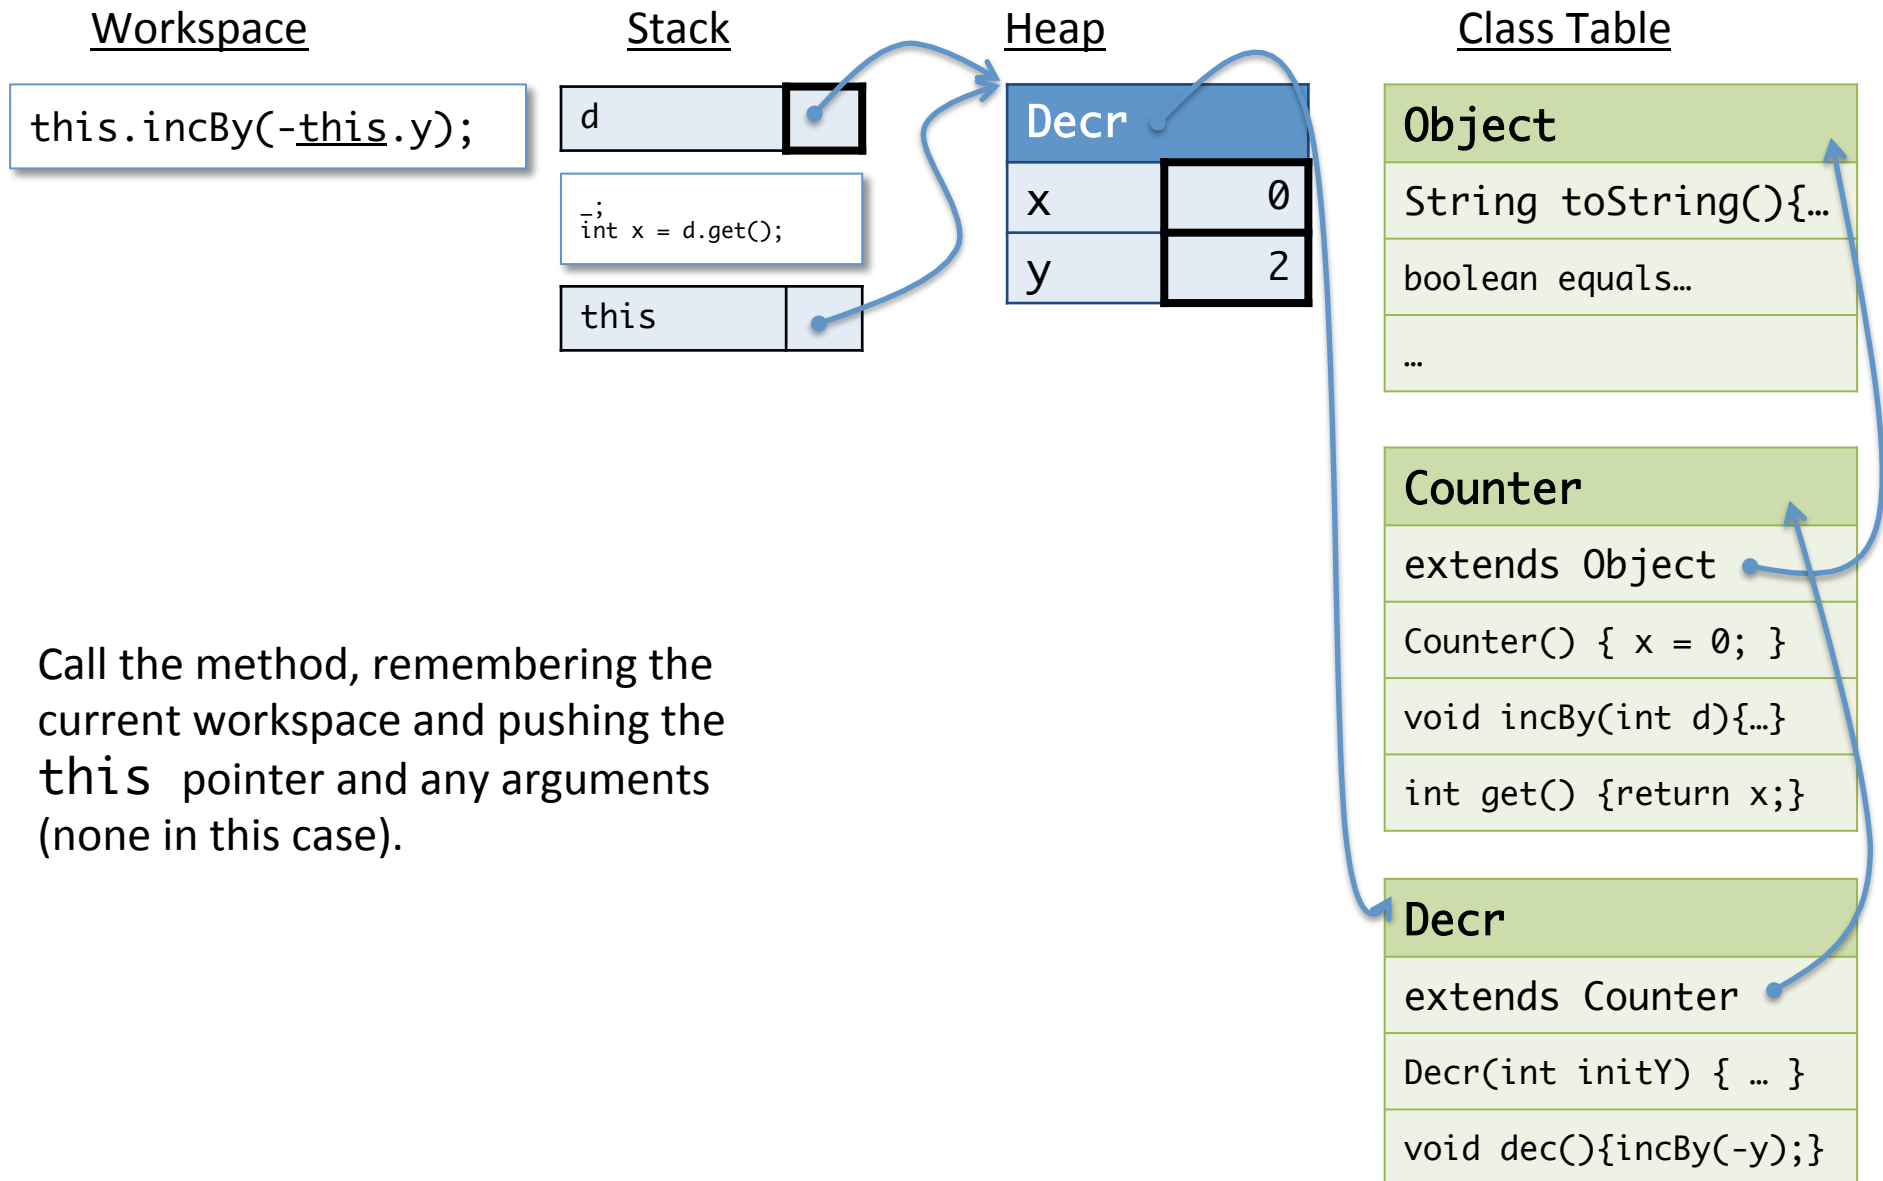 Workspace
Stack
Heap
Class Table
this.incBy(-this.y);
d
_;
int x = d.get();
this
Decr
x 0
y 2
Object
String toString(){…
boolean equals…
…
Counter
extends Object
Counter() { x = 0; }
void incBy(int d){…}
int get() {return x;}
Decr
extends Counter
Decr(int initY) { … }
void dec(){incBy(-y);}
Call the method, remembering the
current workspace and pushing the
this pointer and any arguments
(none in this case).